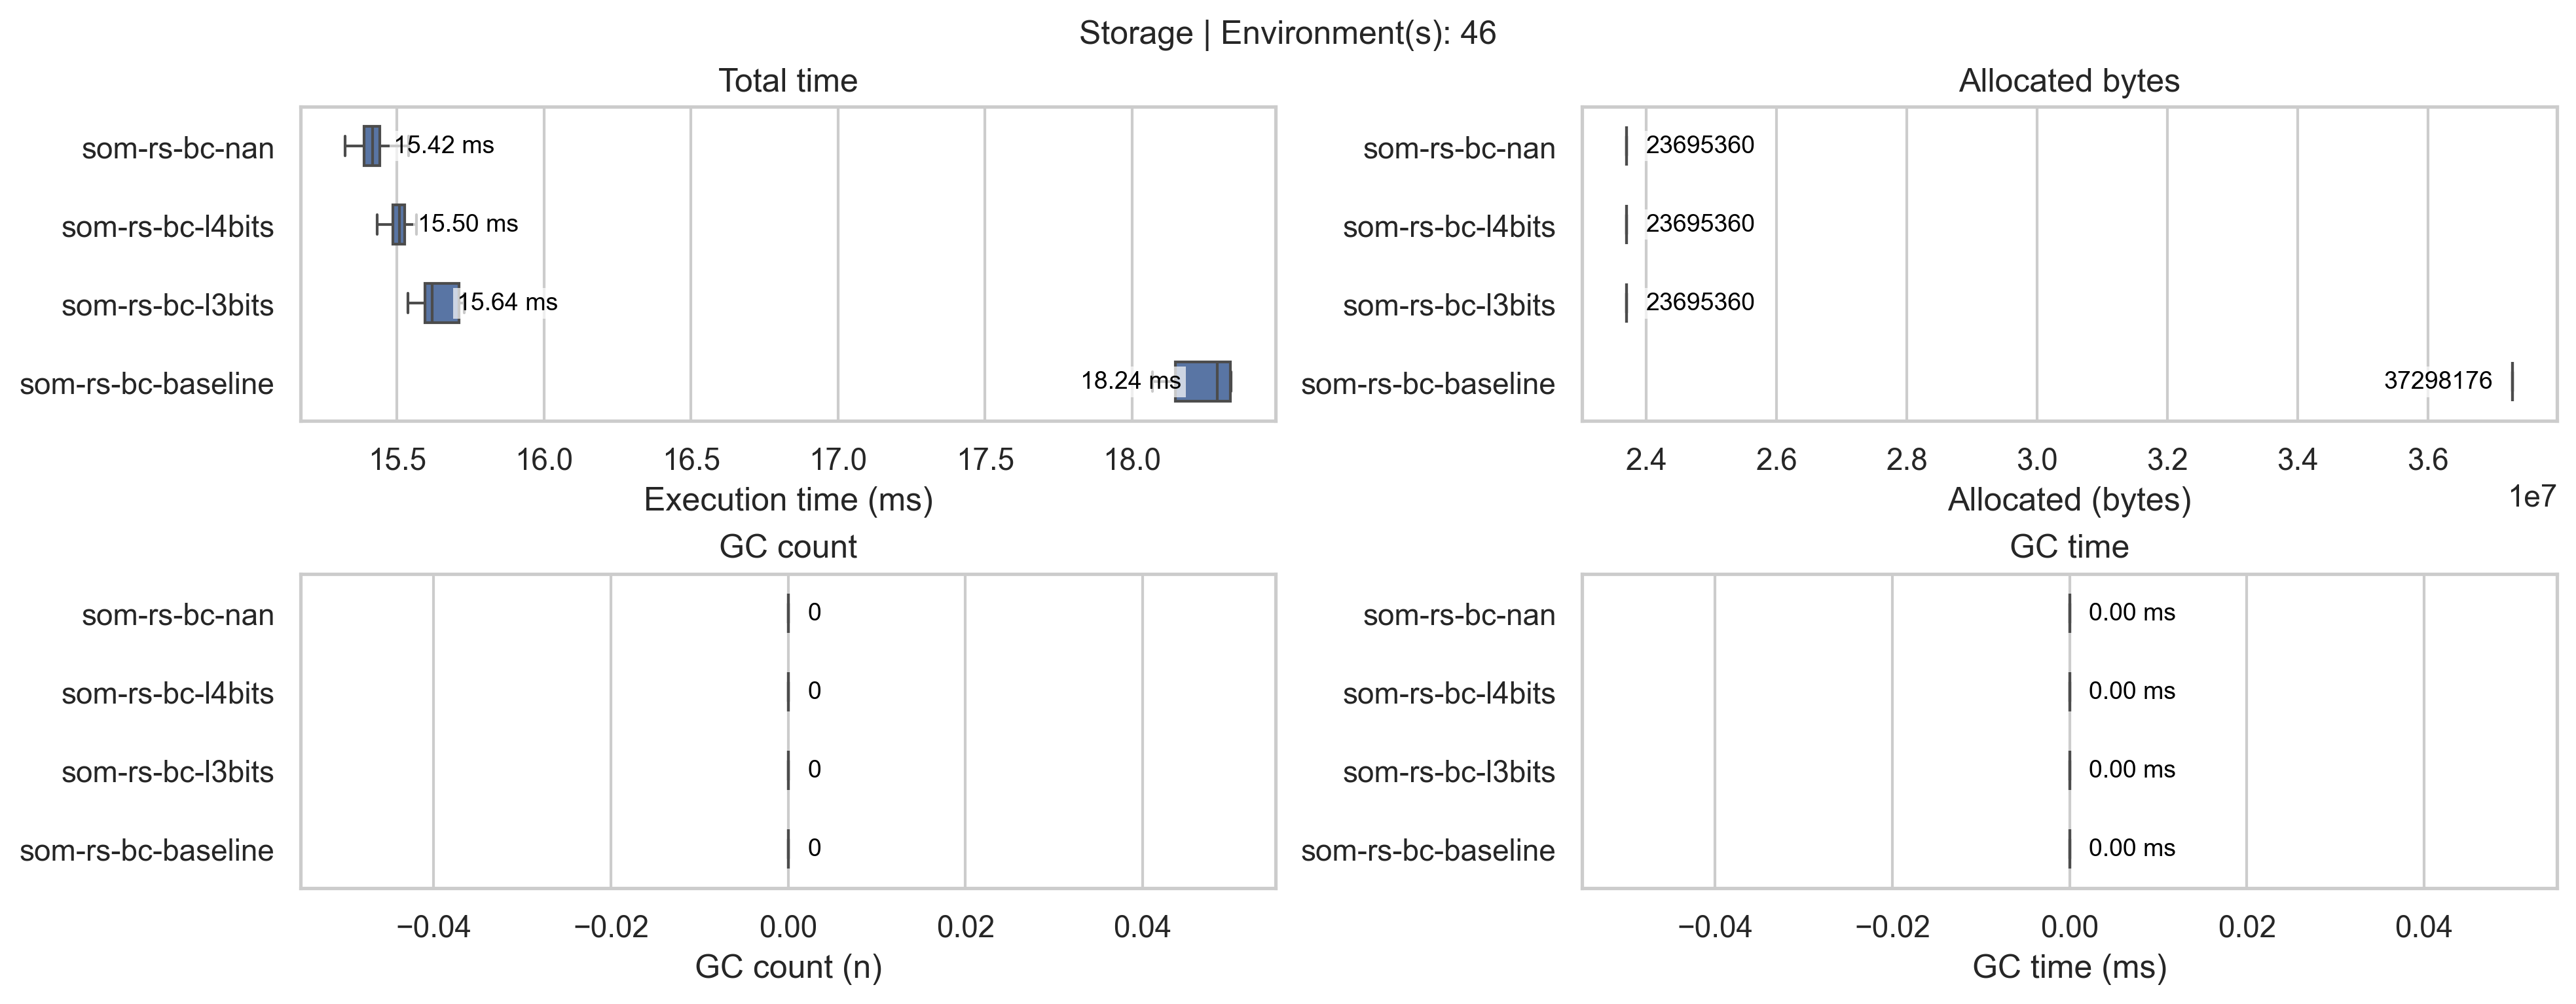 Storage | Environment(s): 46
Total time
som-rs-bc-nan
15.42 ms
som-rs-bc-l4bits
15.50 ms
som-rs-bc-l3bits
15.64 ms
som-rs-bc-baseline
18.24 ms
15.5 16.0 16.5 17.0 17.5 18.0
Execution time (ms)
Allocated bytes
som-rs-bc-nan
23695360
som-rs-bc-l4bits
23695360
som-rs-bc-l3bits
23695360
som-rs-bc-baseline
37298176
2.4 2.6 2.8 3.0 3.2 3.4 3.6
1e7
Allocated (bytes)
GC count
som-rs-bc-nan
0
som-rs-bc-l4bits
0
som-rs-bc-l3bits
0
som-rs-bc-baseline
0
−0.04 −0.02 0.00 0.02 0.04
GC count (n)
GC time
som-rs-bc-nan
0.00 ms
som-rs-bc-l4bits
0.00 ms
som-rs-bc-l3bits
0.00 ms
som-rs-bc-baseline
0.00 ms
−0.04 −0.02 0.00 0.02 0.04
GC time (ms)